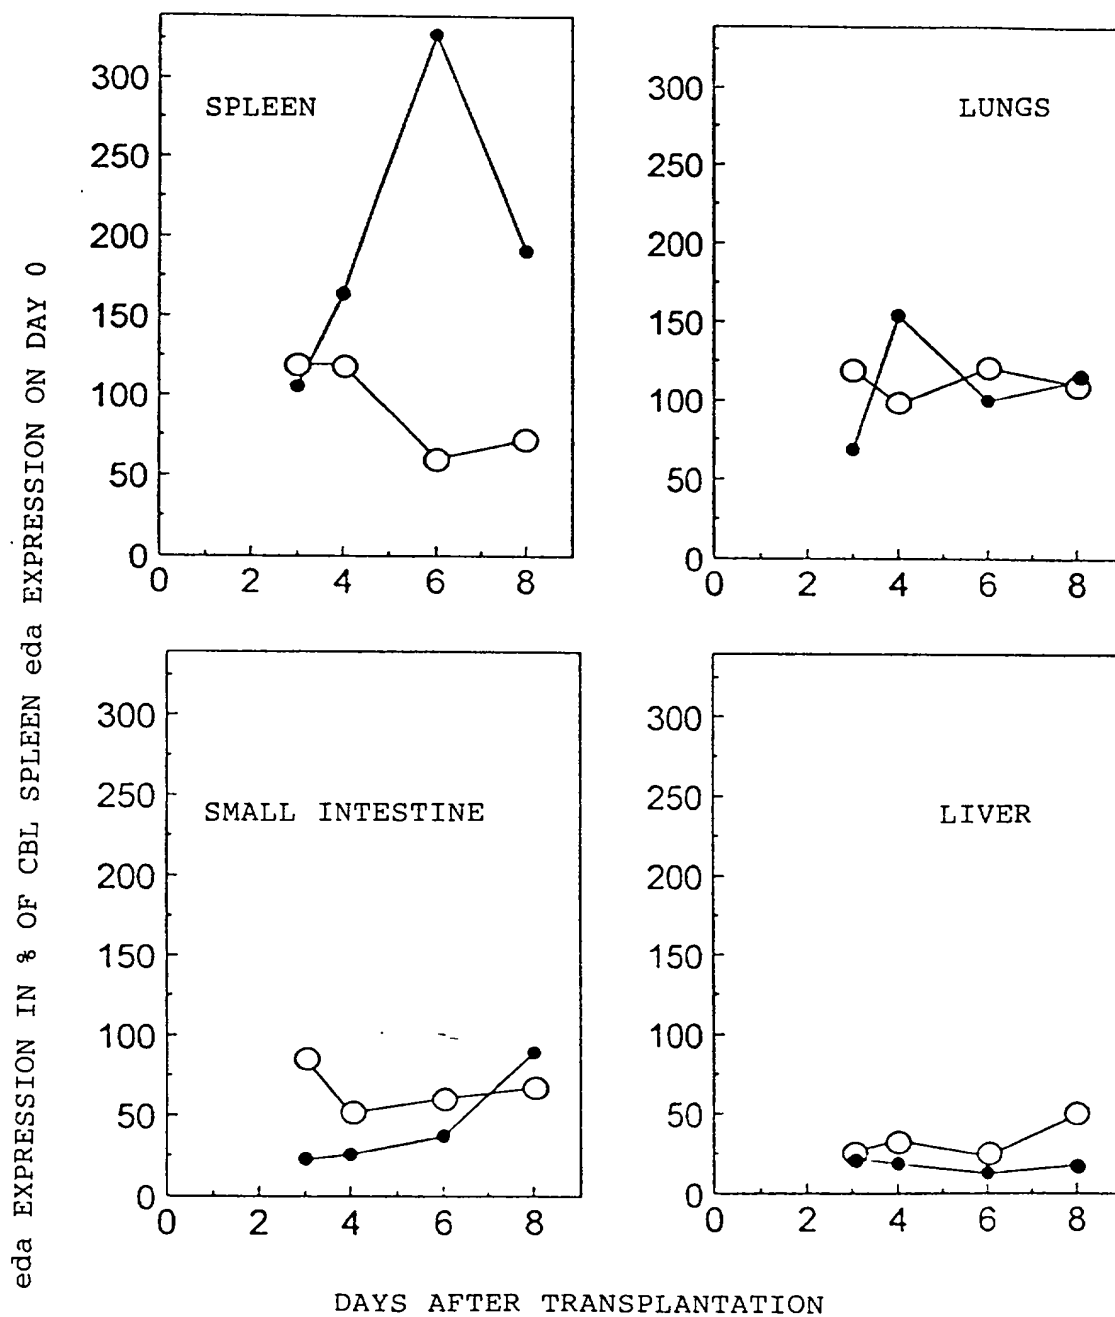 eda EXPRESSION IN % OF CBL SPLEEN eda EXPRESSION ON DAY 0
SPLEEN
300
250
200
150
100
50
0
0 2 4 6 8
LUNGS
300
250
200
150
100
50
0
0 2 4 6 8
SMALL INTESTINE
300
250
200
150
100
50
0
0 2 4 6 8
LIVER
300
250
200
150
100
50
0
0 2 4 6 8
DAYS AFTER TRANSPLANTATION